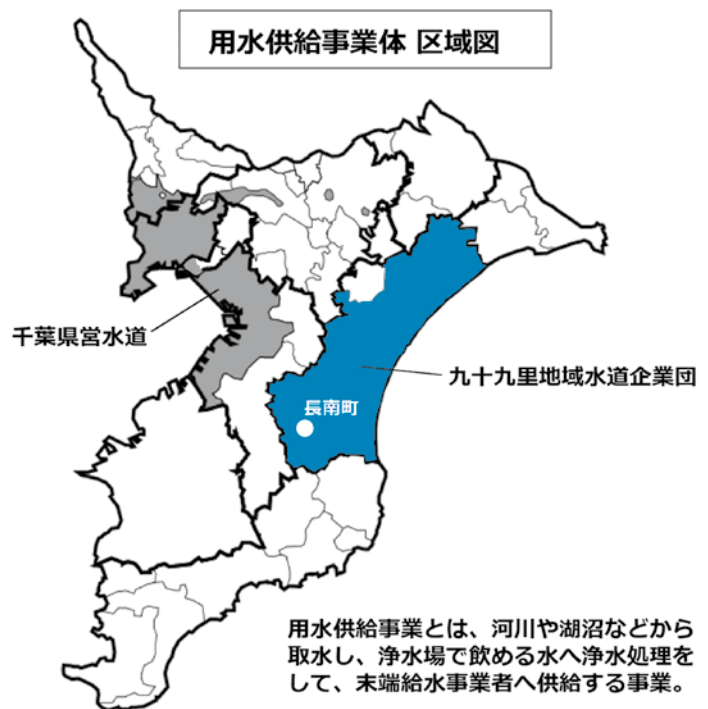 用水供給事業体 区域図
千葉県営水道
九十九里地域水道企業団
長南町
用水供給事業とは、河川や湖沼などから
取水し、浄水場で飲める水へ浄水処理を
して、末端給水事業者へ供給する事業。